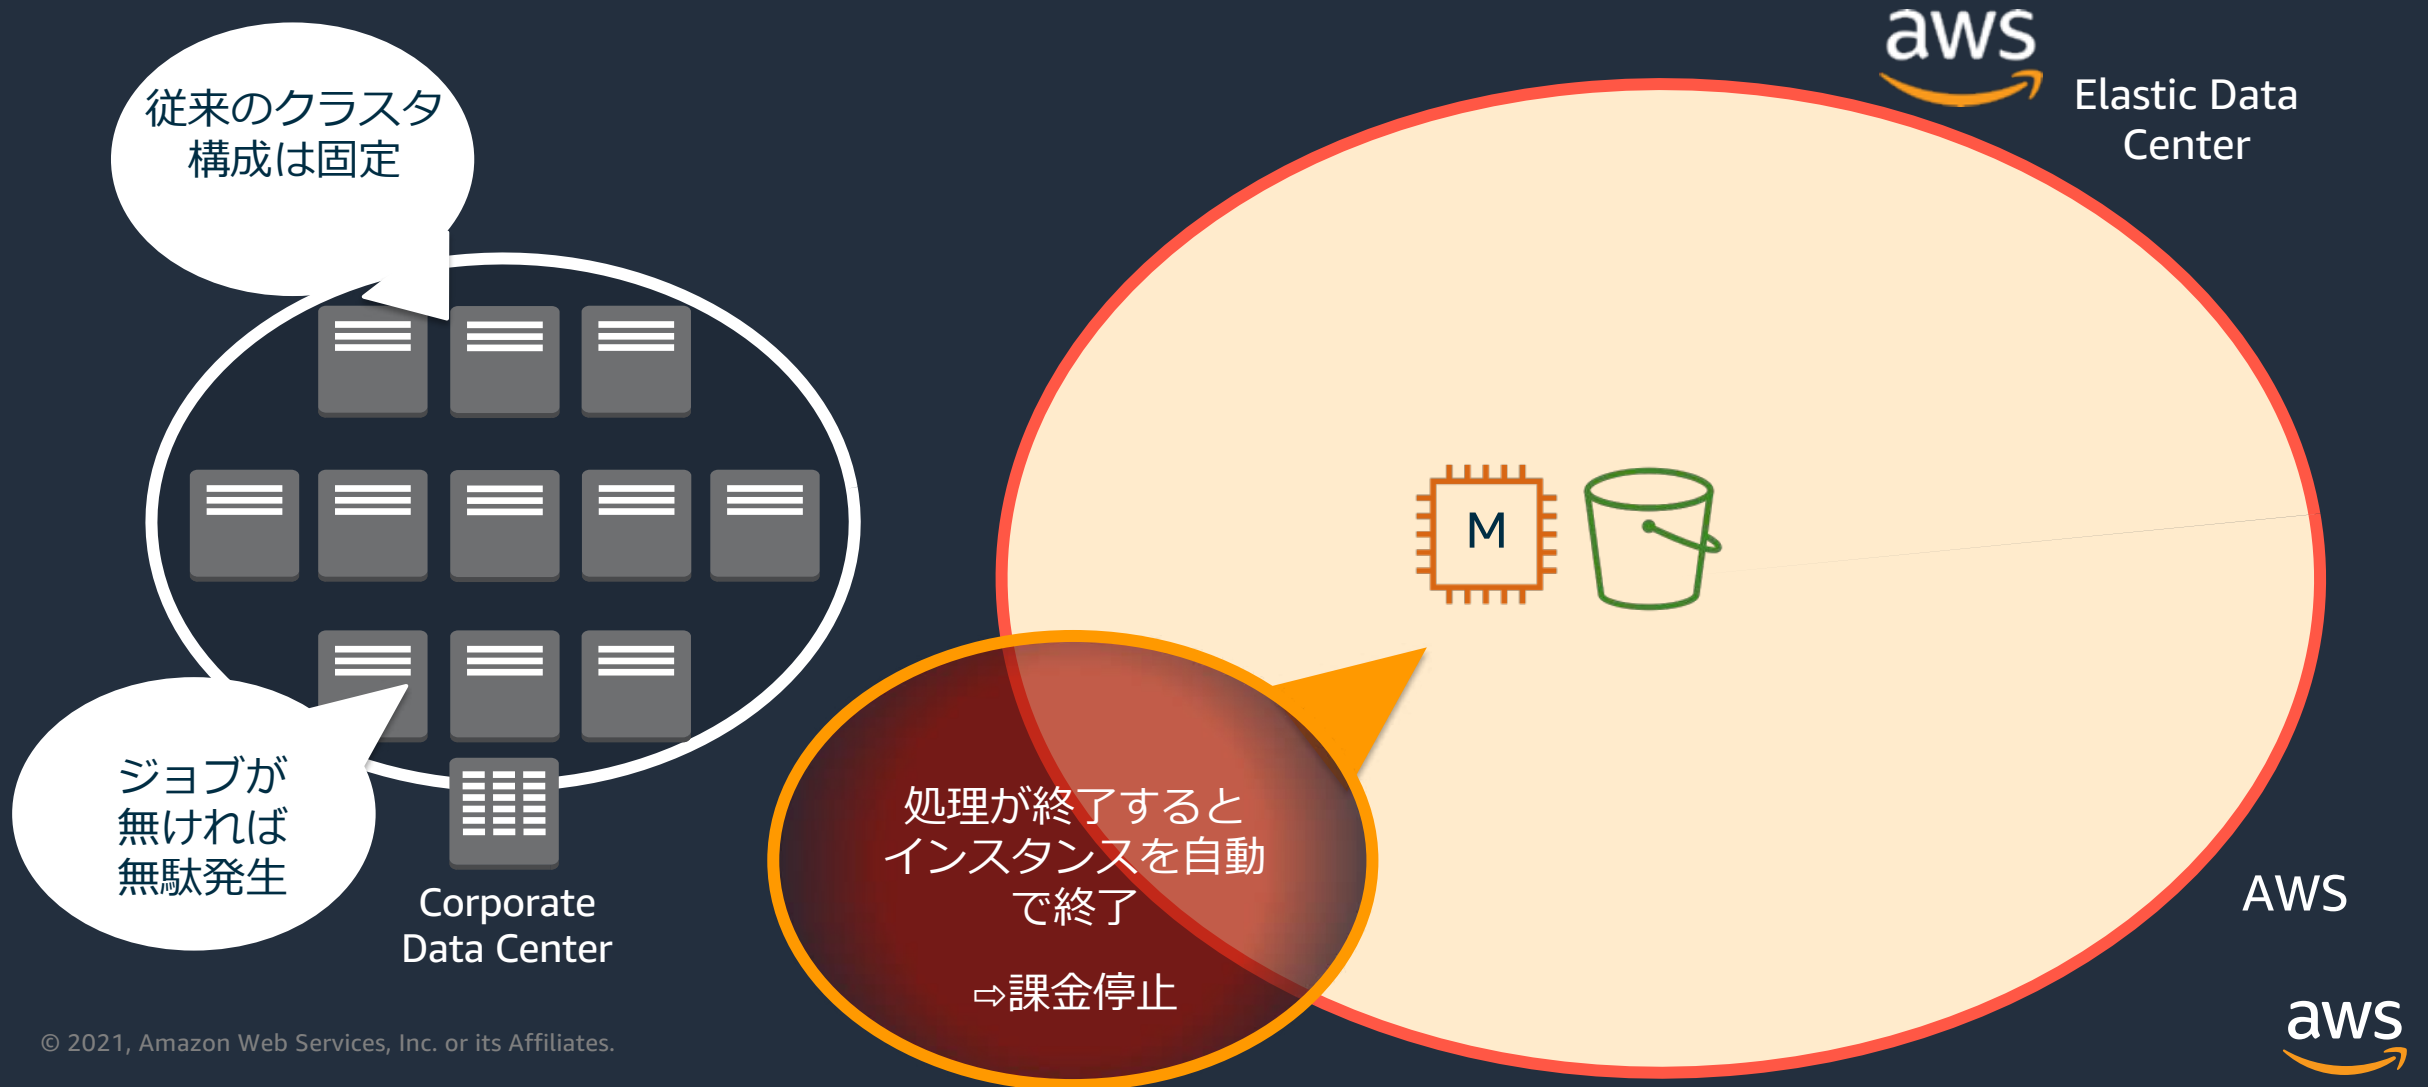 従来のクラスタ
構成は固定
ジョブが
無ければ
無駄発生
Corporate
Data Center
aws
Elastic Data
Center
M
処理が終了すると
インスタンスを自動
で終了
⇨課金停止
AWS
© 2021, Amazon Web Services, Inc. or its Affiliates.
aws